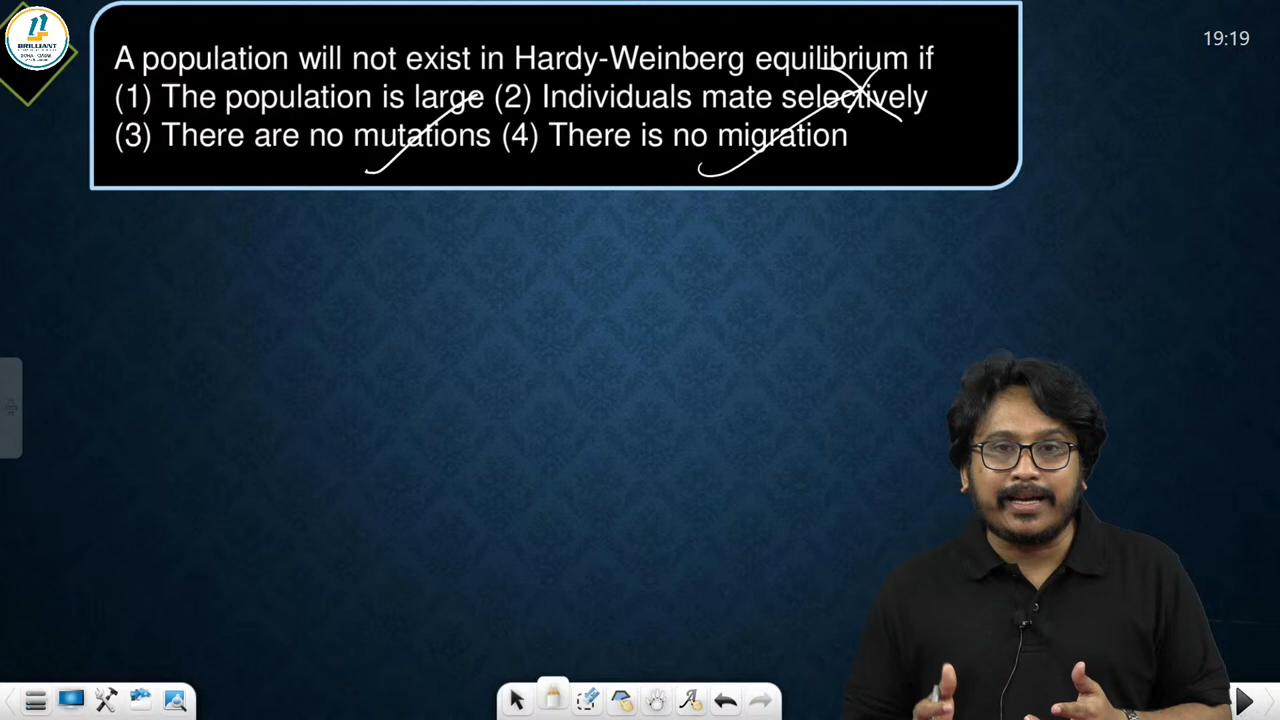 BRILLIANT
19:19
A population will not exist in Hardy-Weinberg equilibrium if
(1) The population is large (2) Individuals mate selectively
(3) There are no mutations (4) There is no migration